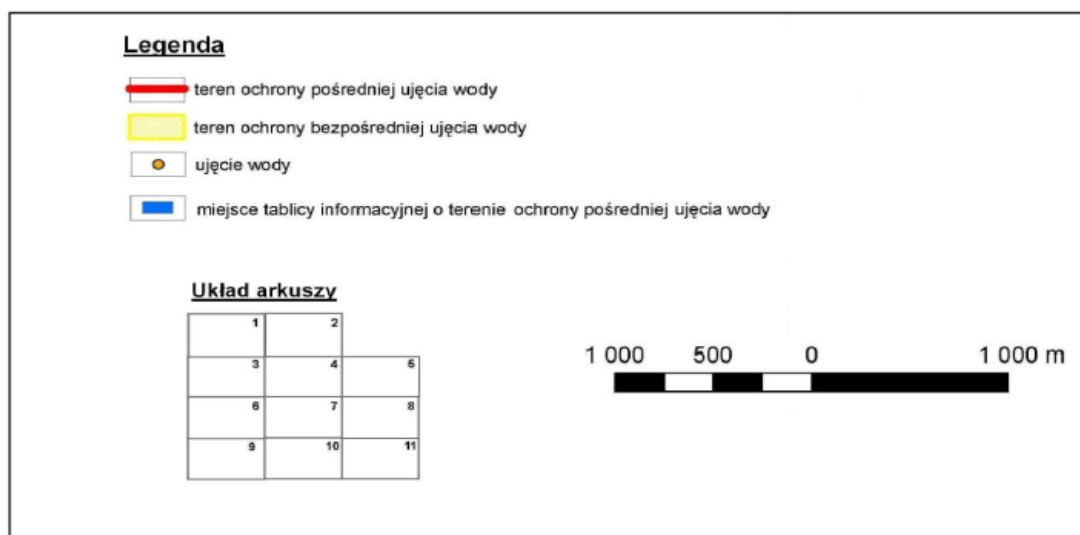 Legenda
teren ochrony pośredniej ujęcia wody
teren ochrony bezpośredniej ujęcia wody
ujęcie wody
miejsce tablicy informacyjnej o terenie ochrony pośredniej ujęcia wody
Układ arkuszy
1 2
3 4 5
6 7 8
9 10 11
1 000 500 0 1 000 m